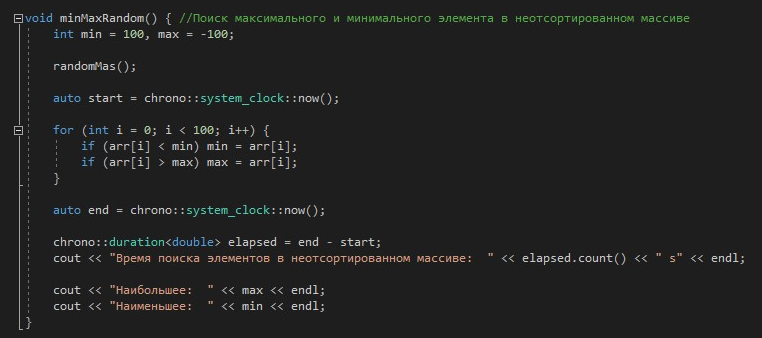 void minMaxRandom() { //Поиск максимального и минимального элемента в неотсортированном массиве
int min = 100, max = -100;
randomMas();
auto start = chrono::system_clock::now();
for (int i = 0; i < 100; i++) {
if (arr[i] < min) min = arr[i];
if (arr[i] > max) max = arr[i];
}
auto end = chrono::system_clock::now();
chrono::duration<double> elapsed = end - start;
cout << "Время поиска элементов в неотсортированном массиве:  " << elapsed.count() << " s" << endl;
cout << "Наибольшее:  " << max << endl;
cout << "Наименьшее:  " << min << endl;
}